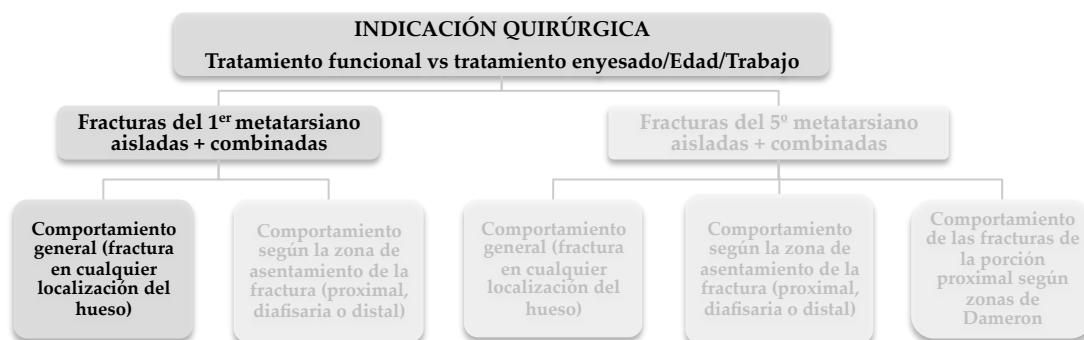 INDICACIÓN QUIRÚRGICA
Tratamiento funcional vs tratamiento enyesado/Edad/Trabajo
Fracturas del 1er metatarsiano
aisladas + combinadas
Fracturas del 5º metatarsiano
aisladas + combinadas
Comportamiento
general (fractura
en cualquier
localización del
hueso)
Comportamiento
según la zona de
asentamiento de la
fractura (proximal,
diafisaria o distal)
Comportamiento
general (fractura
en cualquier
localización del
hueso)
Comportamiento
según la zona de
asentamiento de la
fractura (proximal,
diafisaria o distal)
Comportamiento
de las fracturas de
la porción
proximal según
zonas de
Dameron